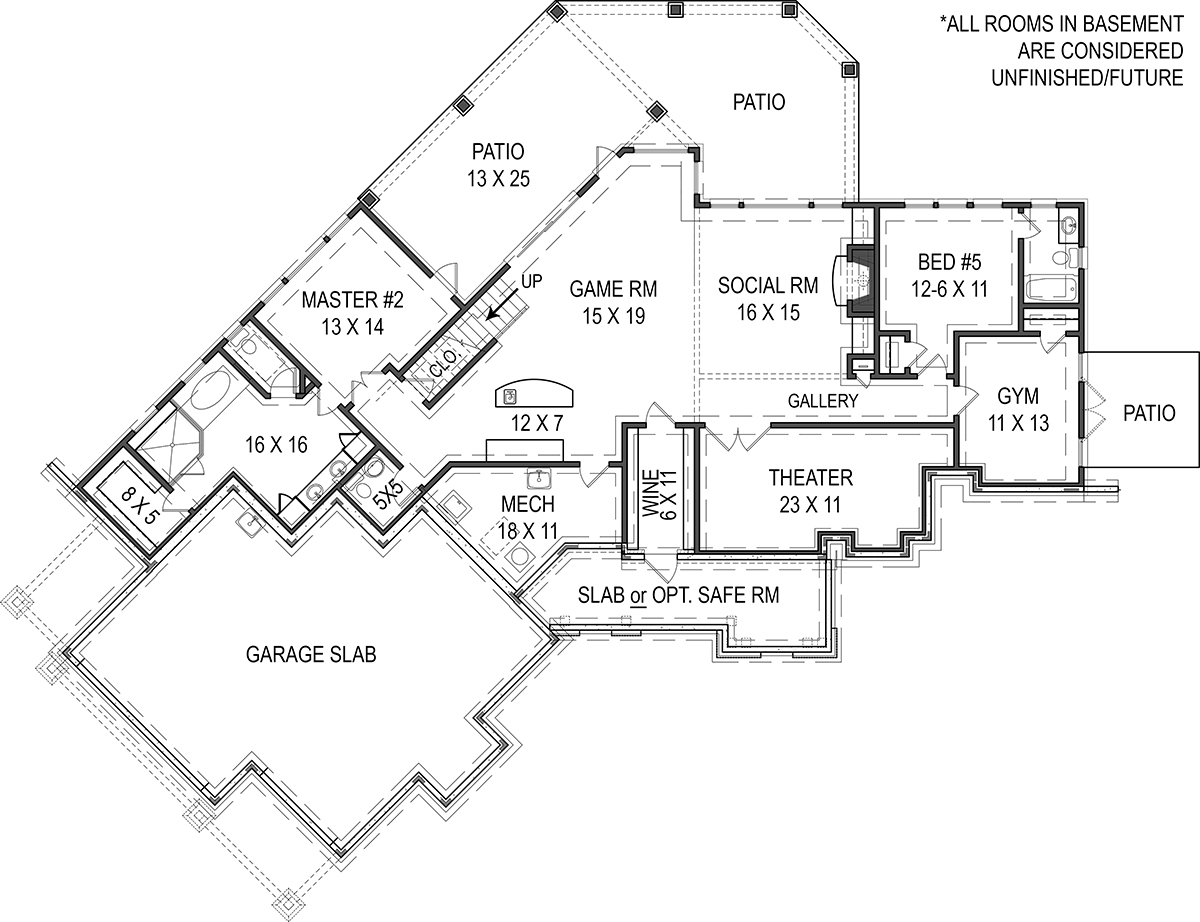 *ALL ROOMS IN BASEMENT
ARE CONSIDERED
UNFINISHED/FUTURE
PATIO
PATIO
13 X 25
BED #5
12-6 X 11
UP
GAME RM
15 X 19
SOCIAL RM
16 X 15
MASTER #2
13 X 14
CLO.
GALLERY
GYM
11 X 13
PATIO
12 X 7
16 X 16
THEATER
23 X 11
WINE
6 X 11
8 X 5
5X5
MECH
18 X 11
SLAB or OPT. SAFE RM
GARAGE SLAB